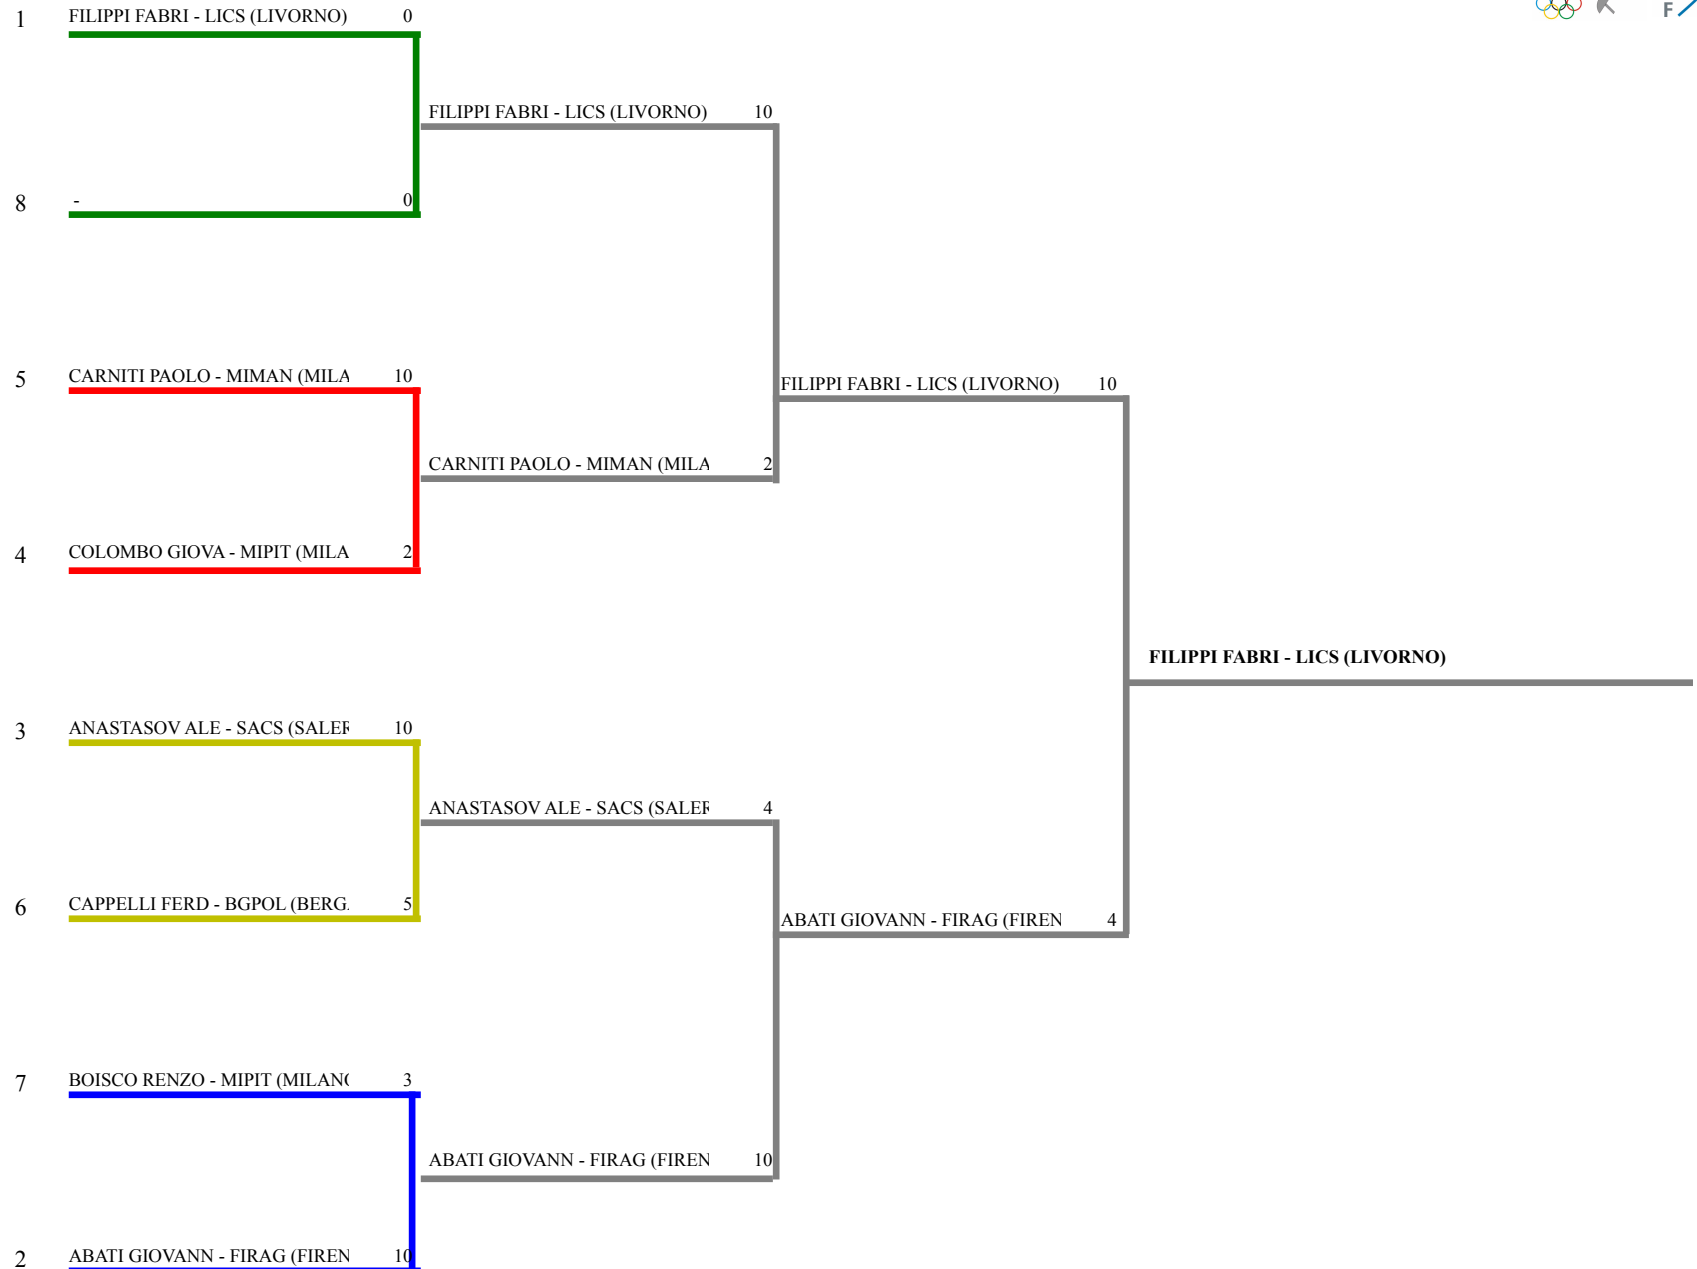 1 FILIPPI FABRI - LICS (LIVORNO) 0
F
FILIPPI FABRI - LICS (LIVORNO) 10
8 - 0
5 CARNITI PAOLO - MIMAN (MILA 10
FILIPPI FABRI - LICS (LIVORNO) 10
CARNITI PAOLO - MIMAN (MILA 2
4 COLOMBO GIOVA - MIPIT (MILA 2
FILIPPI FABRI - LICS (LIVORNO)
3 ANASTASOV ALE - SACS (SALER 10
ANASTASOV ALE - SACS (SALER 4
6 CAPPELLI FERD - BGPOL (BERG. 5
ABATI GIOVANN - FIRAG (FIREN 4
7 BOISCO RENZO - MIPIT (MILANO 3
ABATI GIOVANN - FIRAG (FIREN 10
2 ABATI GIOVANN - FIRAG (FIREN 10